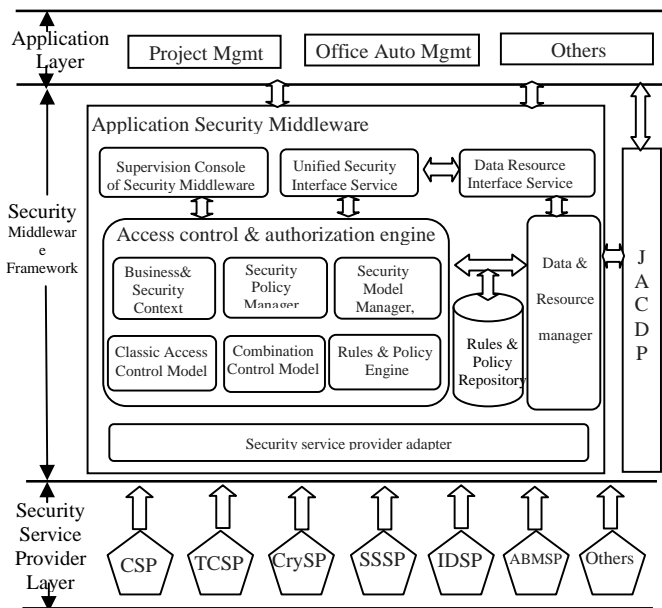 Application
Layer
Project Mgmt
Office Auto Mgmt
Others
Application Security Middleware
Supervision Console
of Security Middleware
Unified Security
Interface Service
Data Resource
Interface Service
Security
Middlewar
e
Framework
Access control & authorization engine
Business&
Security
Context
Security
Policy
Manager
Security
Model
Manager,
Classic Access
Control Model
Combination
Control Model
Rules & Policy
Engine
Rules &
Policy
Repository
Data &
Resource
manager
J
A
C
D
P
Security service provider adapter
Security
Service
Provider
Layer
CSP
TCSP
CrySP
SSSP
IDSP
ABMSP
Others